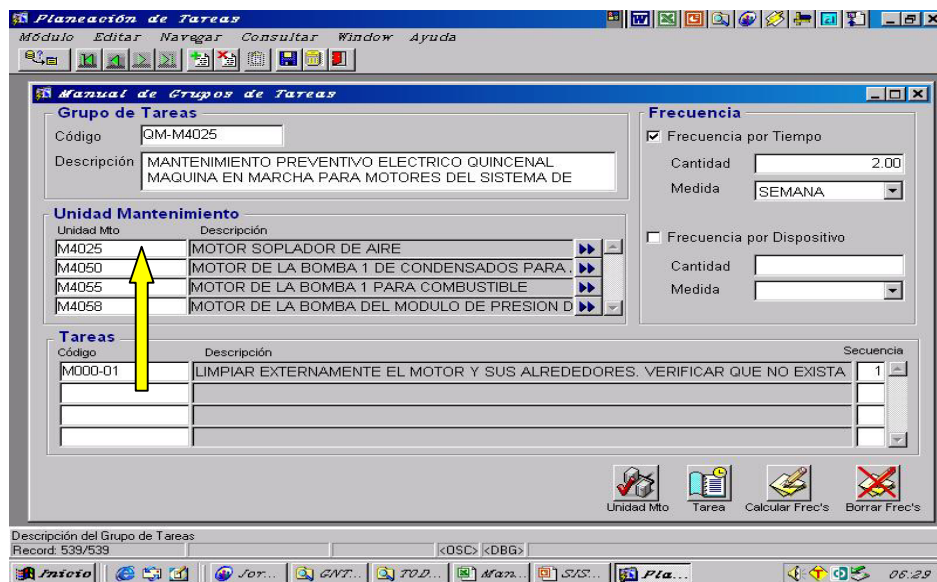 Planeación de Tareas
Módulo Editar Navegar Consultar Window Ayuda
Manual de Grupos de Tareas
Grupo de Tareas
Código QM-M4025
Descripción MANTENIMIENTO PREVENTIVO ELECTRICO QUINCENAL
MAQUINA EN MARCHA PARA MOTORES DEL SISTEMA DE
Frecuencia
Frecuencia por Tiempo
Cantidad 2.00
Medida SEMANA
Frecuencia por Dispositivo
Cantidad
Medida
Unidad Mantenimiento
Unidad Mto Descripción
M4025 MOTOR SOPLADOR DE AIRE
M4050 MOTOR DE LA BOMBA 1 DE CONDENSADOS PARA.
M4055 MOTOR DE LA BOMBA 1 PARA COMBUSTIBLE
M4058 MOTOR DE LA BOMBA DEL MODULO DE PRESION D
Tareas
Código Descripción Secuencia
M000-01 LIMPIAR EXTERNAMENTE EL MOTOR Y SUS ALREDEDORES. VERIFICAR QUE NO EXISTA 1
Unidad Mto Tarea Calcular Frec's Borrar Frec's
Descripción del Grupo de Tareas
Record: 539/539 <OSC> <DBG>
Inicio Jor... GNT... TOD... Man... SIS... Pla... 06:29